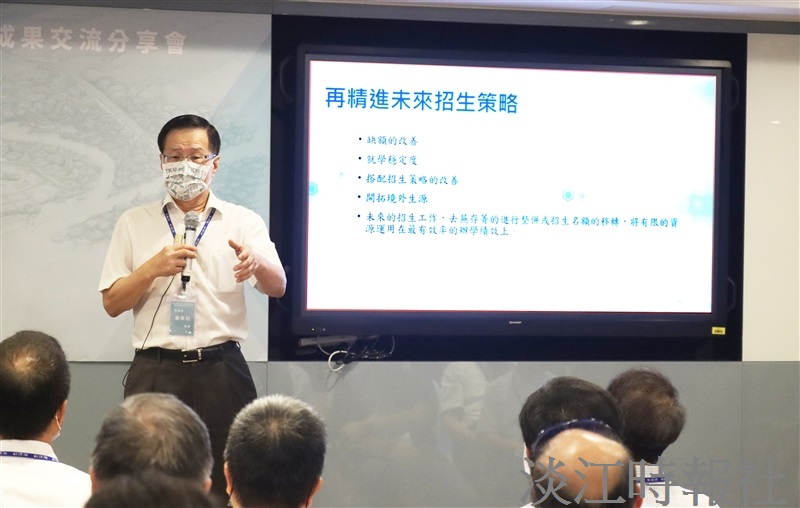 成果交流分享會
再精進未來招生策略
• 缺額的改善
• 就學穩定度
• 搭配招生策略的改善
• 開拓境外生源
• 未來的招生工作，去蕪存菁的進行整併或招生名額的移轉，將有限的資
源運用在最有效率的辦學績效上。
SHARP
淡江時報社